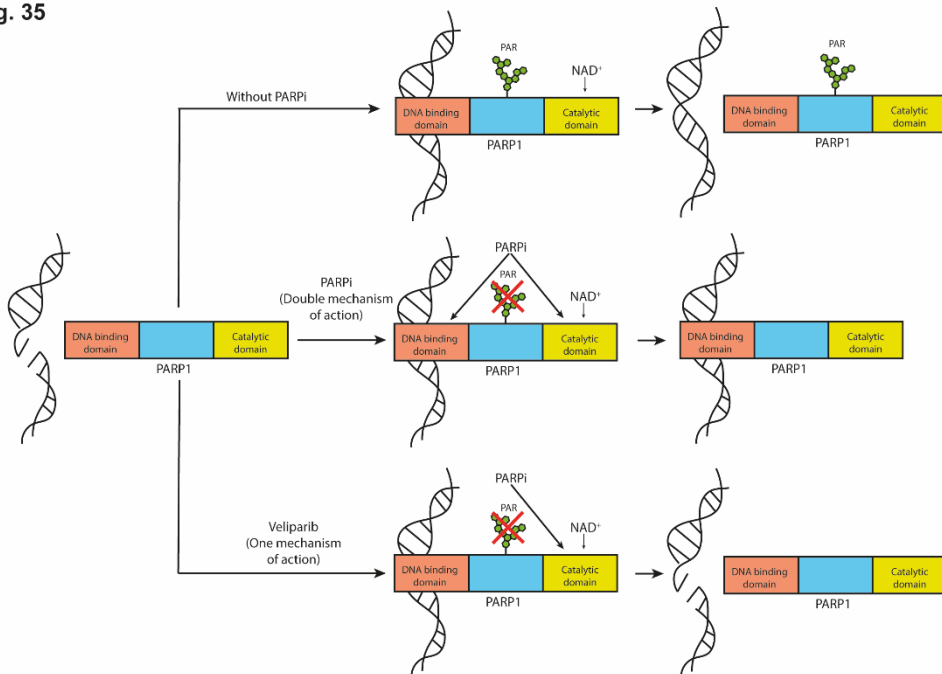 g. 35
PAR
NAD+
Without PARPi
DNA binding
domain
Catalytic
domain
PARP1
PAR
DNA binding
domain
Catalytic
domain
PARP1
DNA binding
domain
Catalytic
domain
PARP1
PARPi
(Double mechanism
of action)
PARPi
PAR
NAD+
DNA binding
domain
Catalytic
domain
PARP1
DNA binding
domain
Catalytic
domain
PARP1
Veliparib
(One mechanism
of action)
PARPi
PAR
NAD+
DNA binding
domain
Catalytic
domain
PARP1
DNA binding
domain
Catalytic
domain
PARP1